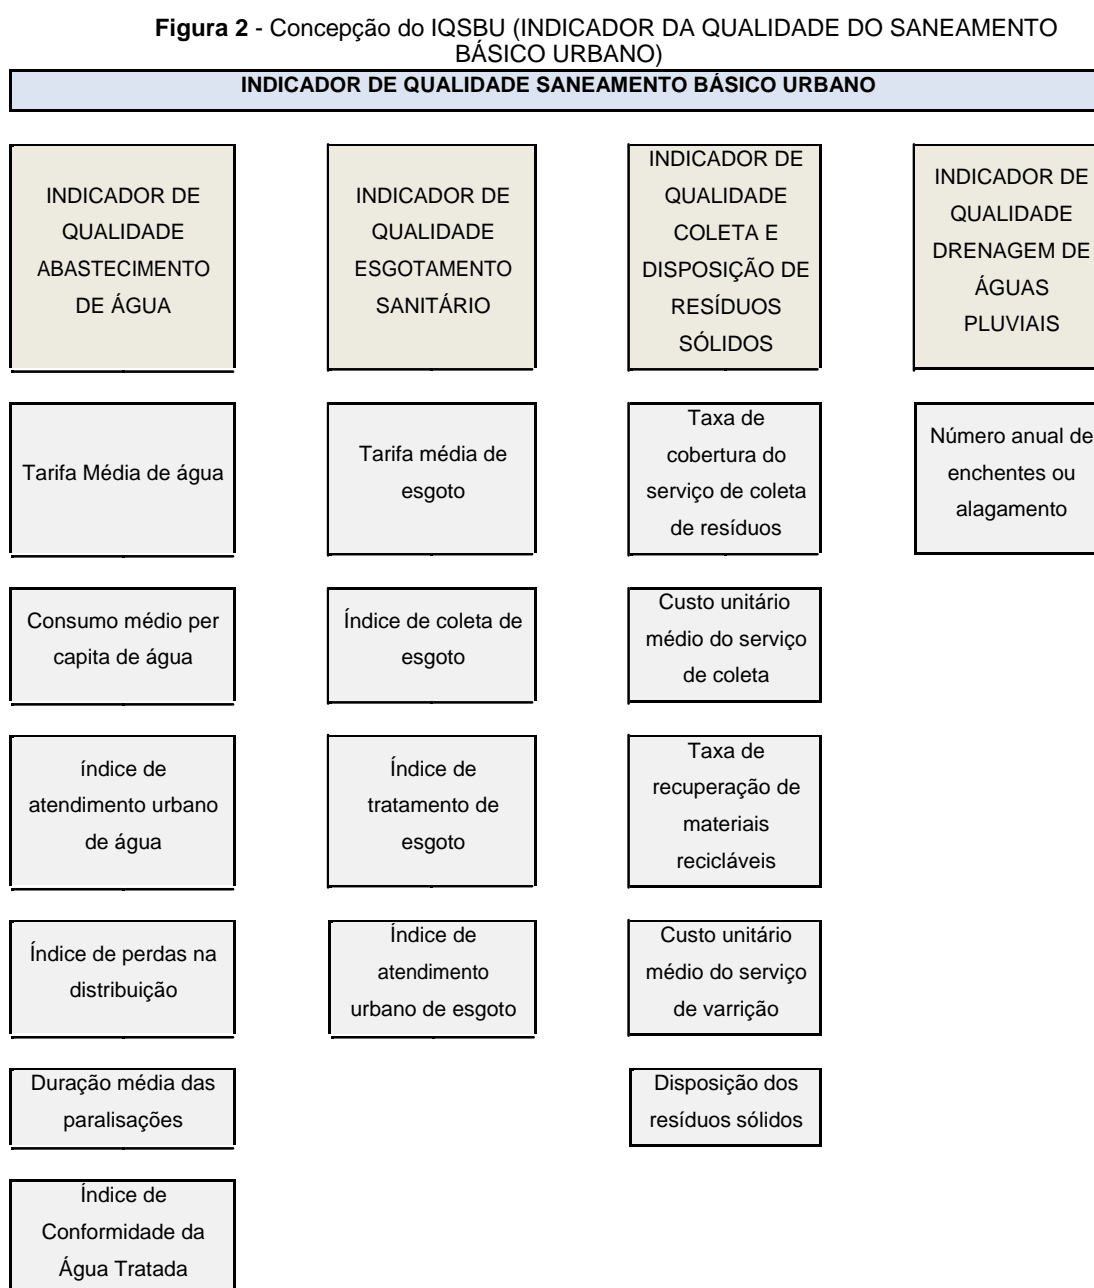 Figura 2 - Concepção do IQSBU (INDICADOR DA QUALIDADE DO SANEAMENTO
BÁSICO URBANO)
INDICADOR DE QUALIDADE SANEAMENTO BÁSICO URBANO
INDICADOR DE
QUALIDADE
ABASTECIMENTO
DE ÁGUA
Tarifa Média de água
Consumo médio per
capita de água
índice de
atendimento urbano
de água
Índice de perdas na
distribuição
Duração média das
paralisações
Índice de
Conformidade da
Água Tratada
INDICADOR DE
QUALIDADE
ESGOTAMENTO
SANITÁRIO
Tarifa média de
esgoto
Índice de coleta de
esgoto
Índice de
tratamento de
esgoto
Índice de
atendimento
urbano de esgoto
INDICADOR DE
QUALIDADE
COLETA E
DISPOSIÇÃO DE
RESÍDUOS
SÓLIDOS
Taxa de
cobertura do
serviço de coleta
de resíduos
Custo unitário
médio do serviço
de coleta
Taxa de
recuperação de
materiais
recicláveis
Custo unitário
médio do serviço
de varrição
Disposição dos
resíduos sólidos
INDICADOR DE
QUALIDADE
DRENAGEM DE
ÁGUAS
PLUVIAIS
Número anual de
enchentes ou
alagamento